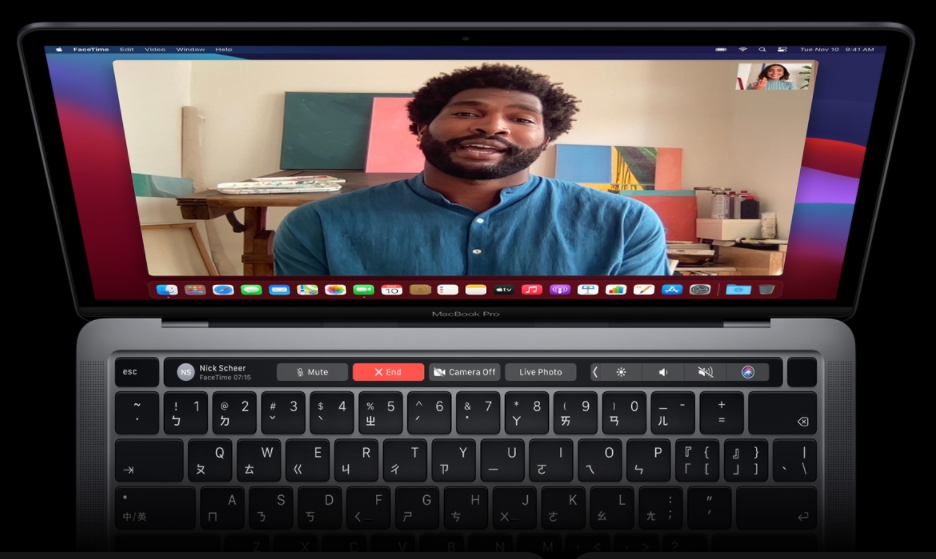 FaceTime Edit Video Window Help Tue Nov 10 9:41 AM
10
tv
MacBook Pro
esc
NS Nick Scheer
FaceTime 07:15
Mute End Camera Off Live Photo
~ ! 1 @ 2 # 3 $ 4 % 5 ^ 6 & 7 * 8 ( 9 ) 0 _ - +
· ㄅ ㄉ ˇ ˋ ㄓ ˊ ˙ ㄚ ㄞ ㄢ ㄦ =
Q W E R T Y U I O P 『 { 』 } |
ㄆ ㄊ ㄍ ㄐ ㄔ ㄗ ㄧ ㄛ ㄟ ㄣ 「 [ 」 ] 、 \
A S D F G H J K L : "
中/英 ㄇ ㄋ ㄎ ㄑ ㄕ ㄘ ㄨ ㄜ ㄠ ㄤ ; '
Z X C V B N M < > ?